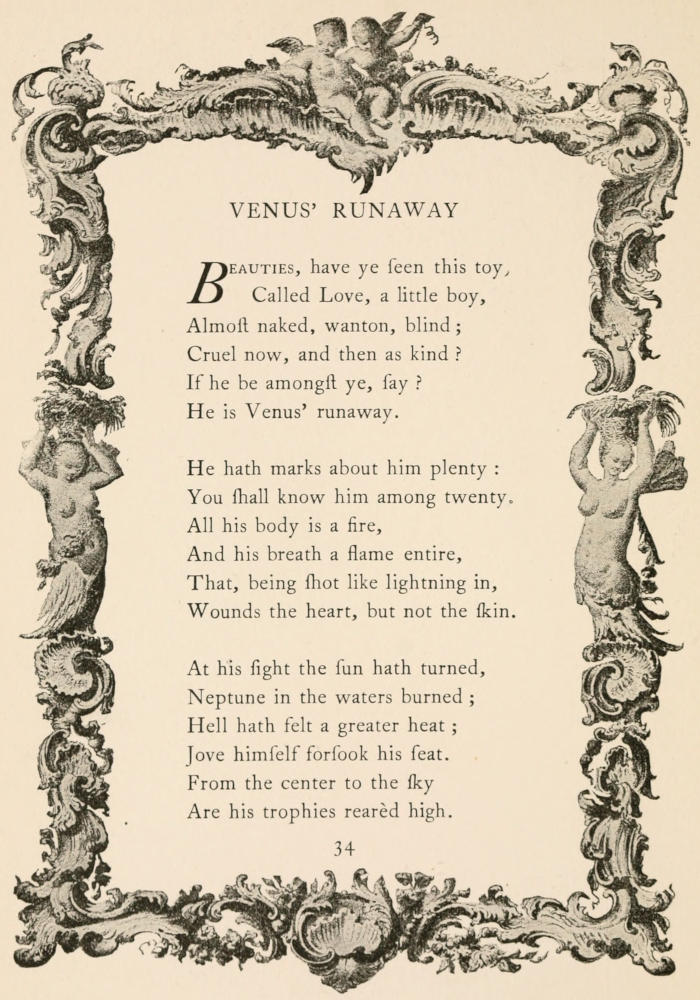 VENUS' RUNAWAY
BEAUTIES, have ye ſeen this toy,
Called Love, a little boy,
Almoſt naked, wanton, blind ;
Cruel now, and then as kind ?
If he be amongſt ye, ſay ?
He is Venus' runaway.
He hath marks about him plenty :
You ſhall know him among twenty.
All his body is a fire,
And his breath a flame entire,
That, being ſhot like lightning in,
Wounds the heart, but not the ſkin.
At his ſight the ſun hath turned,
Neptune in the waters burned ;
Hell hath felt a greater heat ;
Jove himſelf forſook his ſeat.
From the center to the ſky
Are his trophies rearèd high.
34